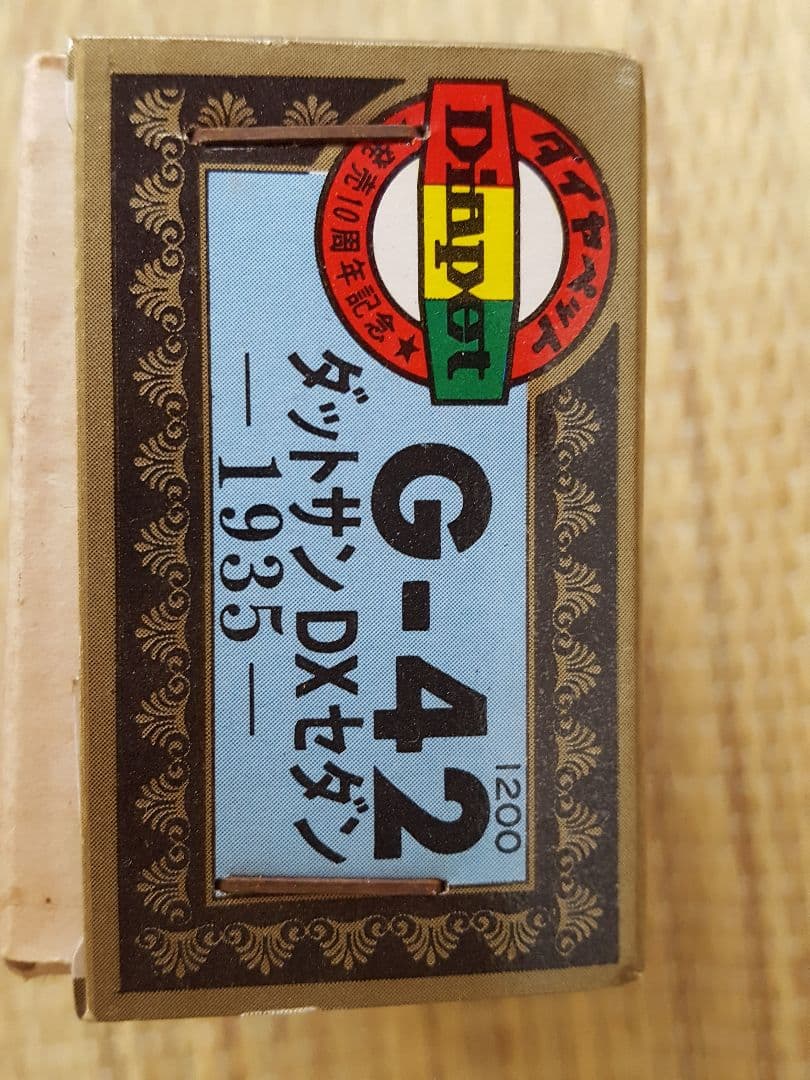 ダイヤペット
Diapet
発売10周年記念★
1200
G-42
ダットサンDXセダン
—1935—